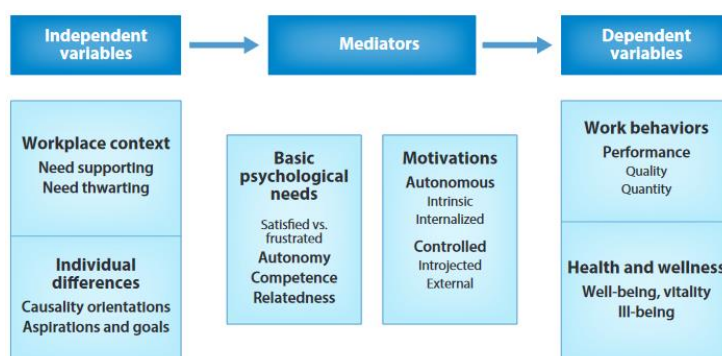 Independent
variables
Mediators
Dependent
variables
Workplace context
Need supporting
Need thwarting
Individual
differences
Causality orientations
Aspirations and goals
Basic
psychological
needs
Satisfied vs.
frustrated
Autonomy
Competence
Relatedness
Motivations
Autonomous
Intrinsic
Internalized
Controlled
Introjected
External
Work behaviors
Performance
Quality
Quantity
Health and wellness
Well-being, vitality
Ill-being